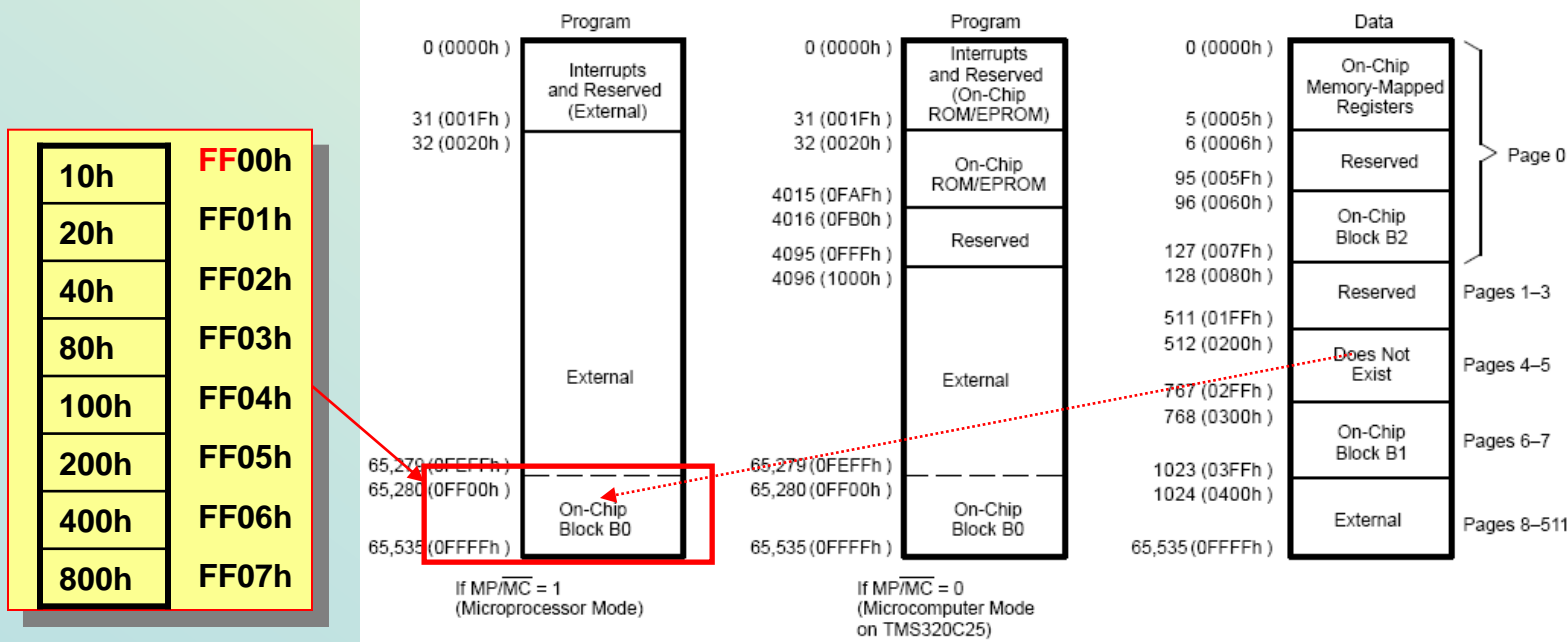 10h FF00h
20h FF01h
40h FF02h
80h FF03h
100h FF04h
200h FF05h
400h FF06h
800h FF07h
Program
0 (0000h )
Interrupts
and Reserved
(External)
31 (001Fh )
32 (0020h )
External
65,279 (0FEFFh )
65,280 (0FF00h )
On-Chip
Block B0
65,535 (0FFFFh )
If MP/MC = 1
(Microprocessor Mode)
Program
0 (0000h )
Interrupts
and Reserved
(On-Chip
ROM/EPROM)
31 (001Fh )
32 (0020h )
On-Chip
ROM/EPROM
4015 (0FAFh )
4016 (0FB0h )
Reserved
4095 (0FFFh )
4096 (1000h )
External
65,279 (0FEFFh )
65,280 (0FF00h )
On-Chip
Block B0
65,535 (0FFFFh )
If MP/MC = 0
(Microcomputer Mode
on TMS320C25)
Data
0 (0000h )
On-Chip
Memory-Mapped
Registers
5 (0005h )
6 (0006h )
Reserved
Page 0
95 (005Fh )
96 (0060h )
On-Chip
Block B2
127 (007Fh )
128 (0080h )
Reserved
Pages 1–3
511 (01FFh )
512 (0200h )
Does Not
Exist
Pages 4–5
767 (02FFh )
768 (0300h )
On-Chip
Block B1
Pages 6–7
1023 (03FFh )
1024 (0400h )
External
Pages 8–511
65,535 (0FFFFh )